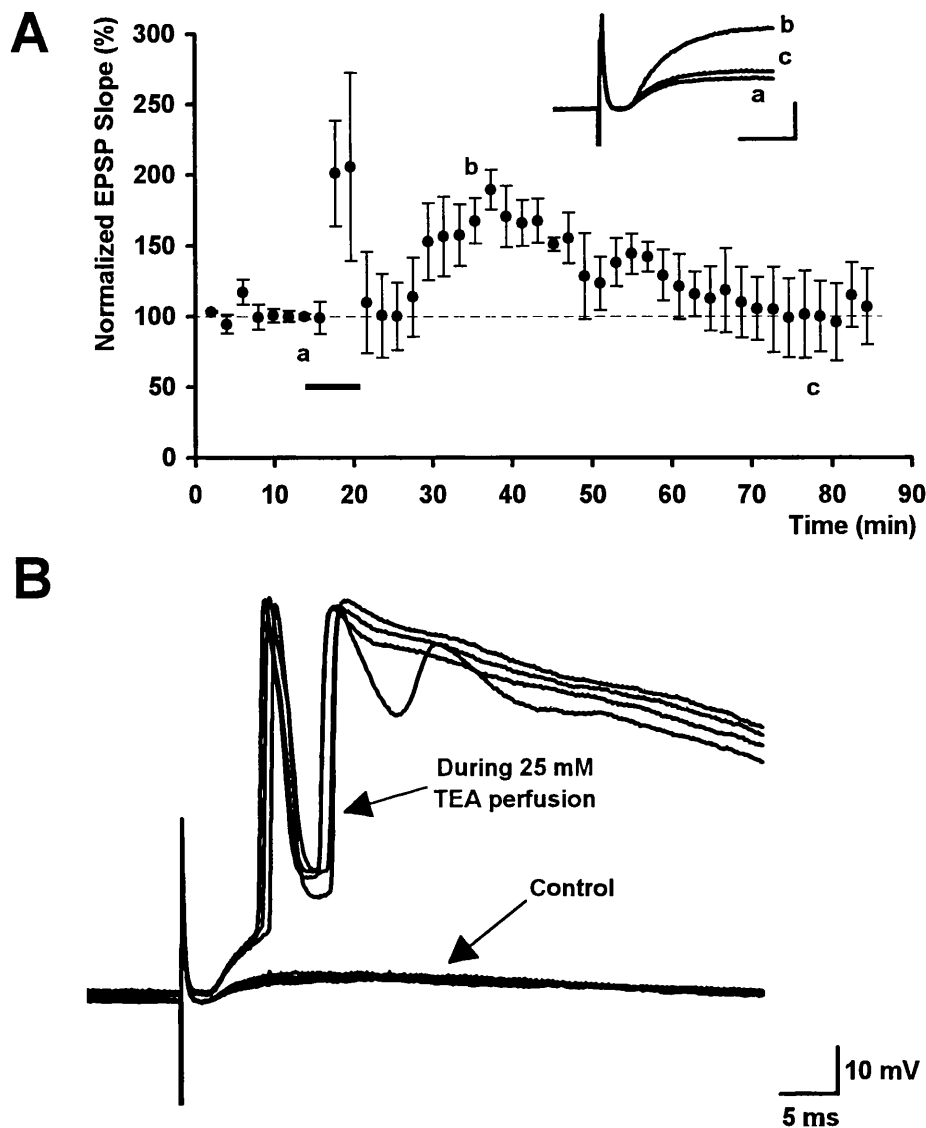 A
Normalized EPSP Slope (%)
300
250
200
150
100
50
0
0 10 20 30 40 50 60 70 80 90
Time (min)
a
b
c
b
c
a
B
During 25 mM
TEA perfusion
Control
10 mV
5 ms